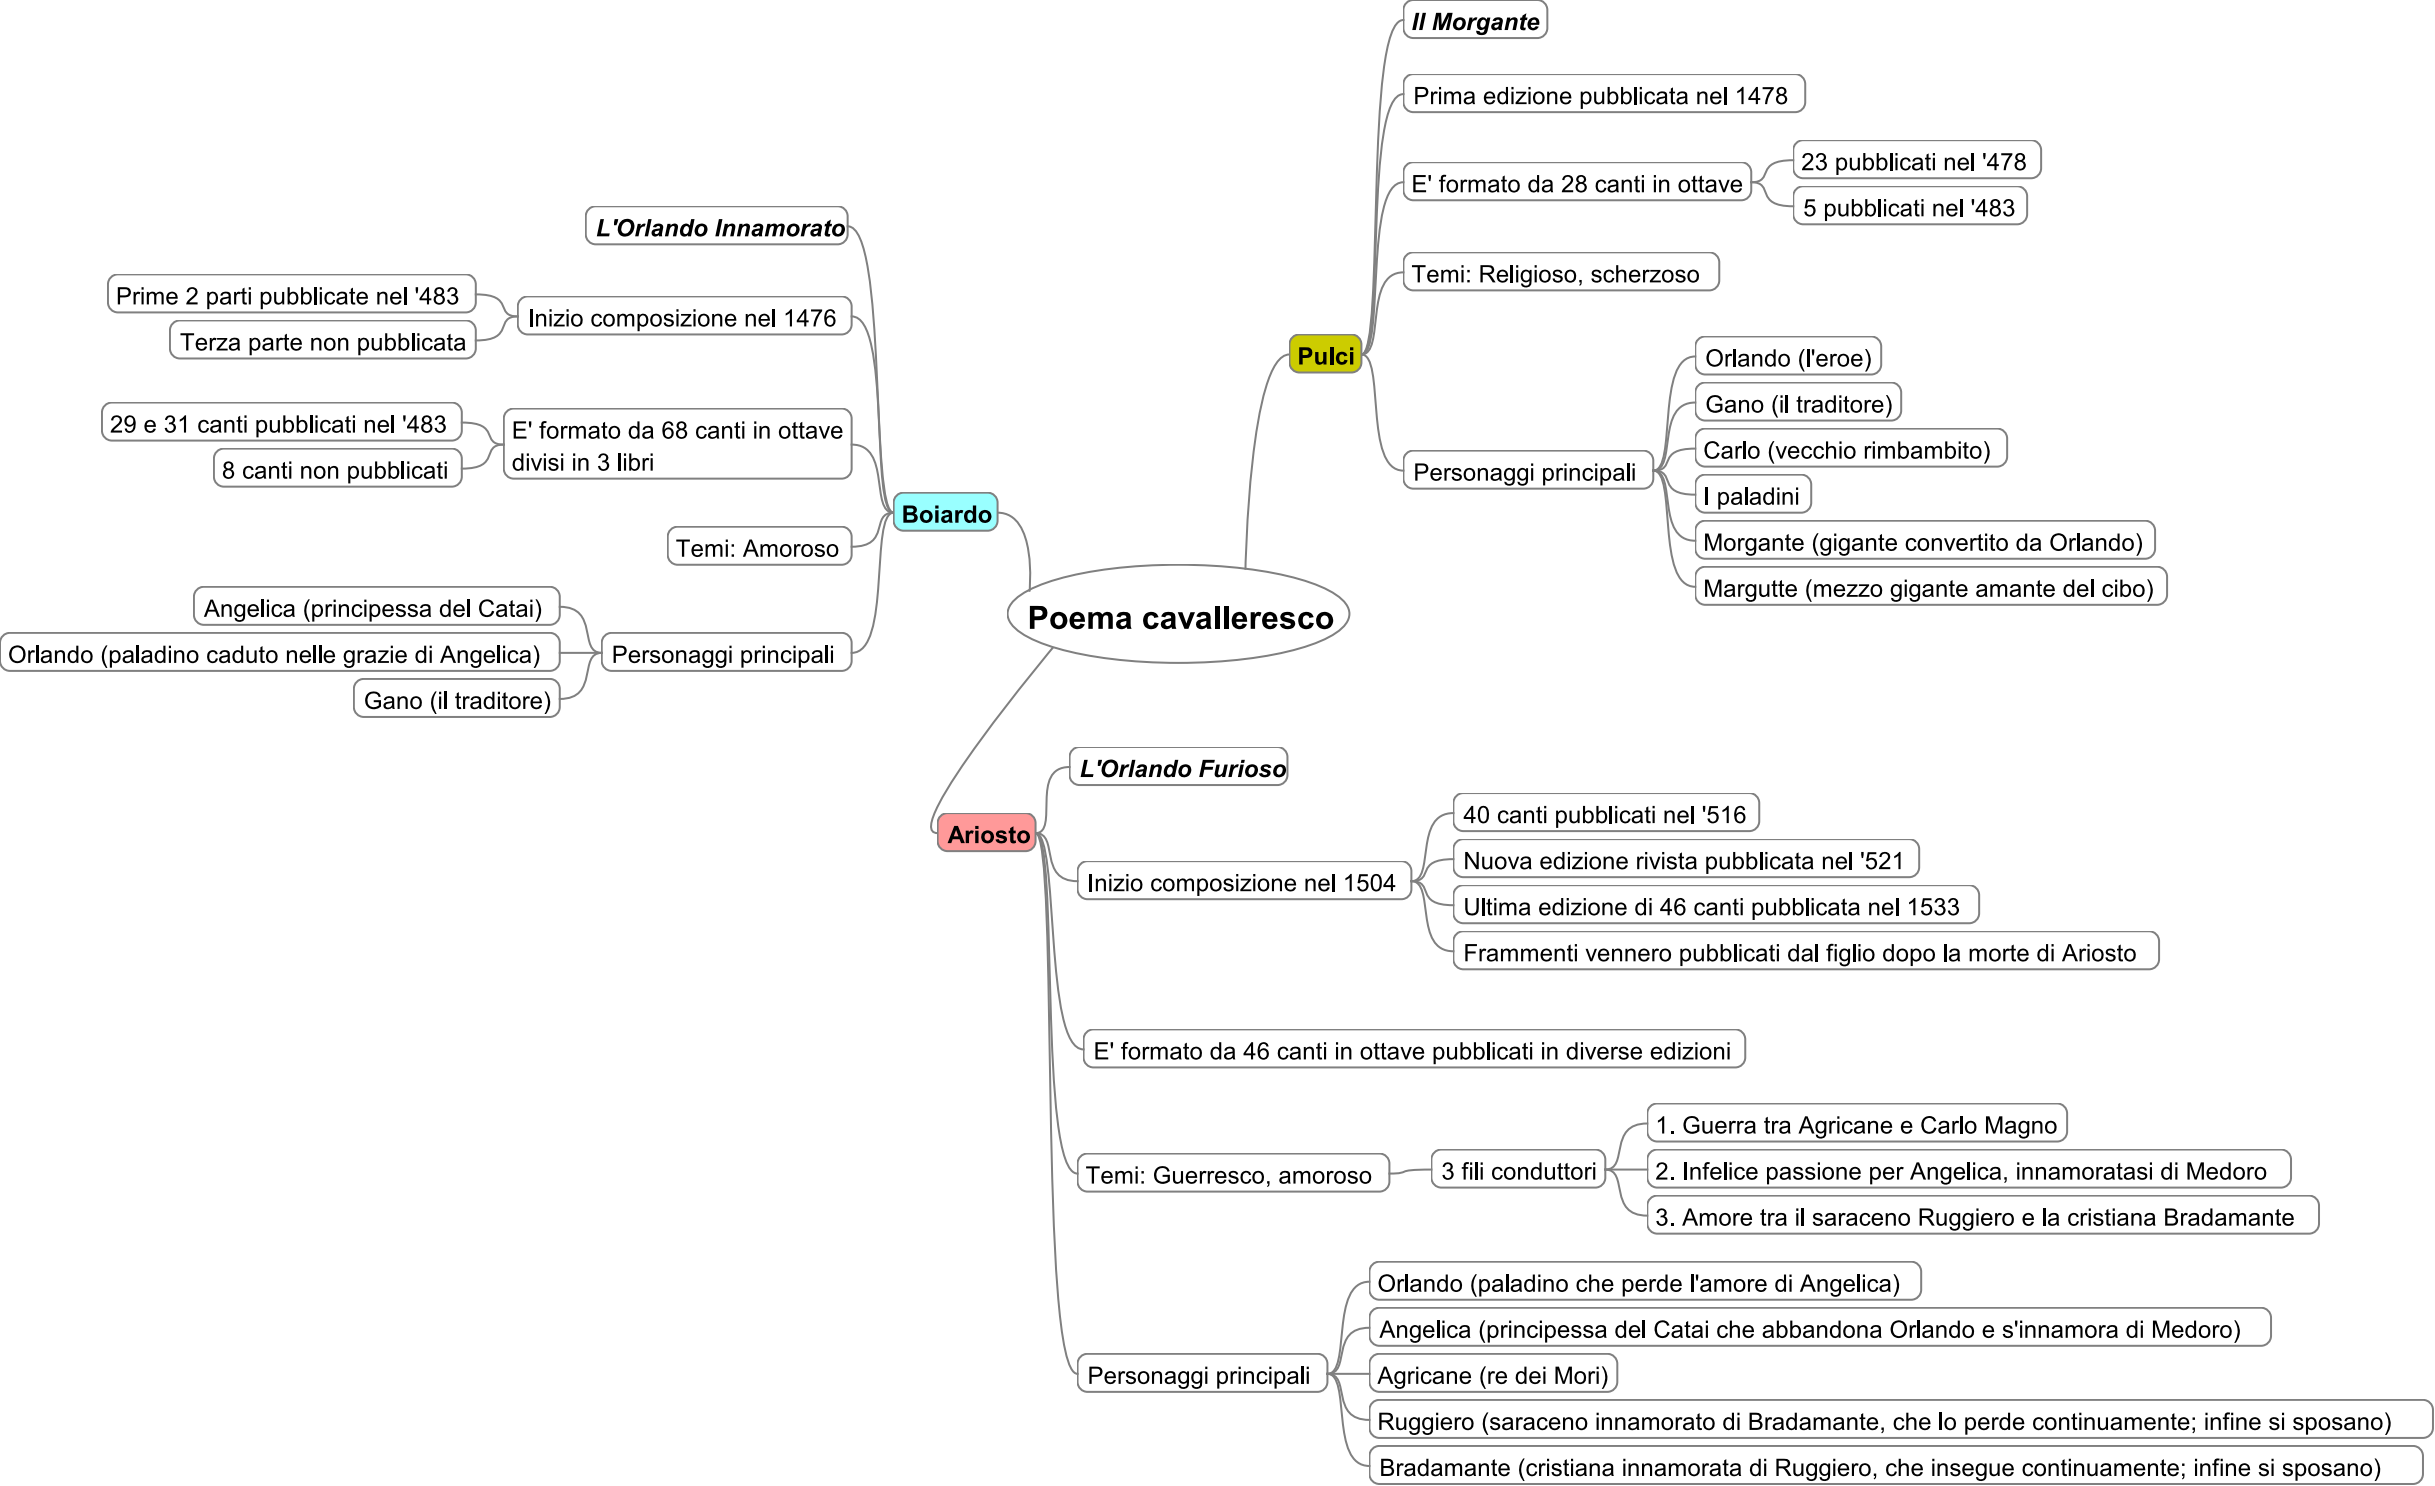 Poema cavalleresco
Pulci
Il Morgante
Prima edizione pubblicata nel 1478
E' formato da 28 canti in ottave
23 pubblicati nel '478
5 pubblicati nel '483
Temi: Religioso, scherzoso
Personaggi principali
Orlando (l'eroe)
Gano (il traditore)
Carlo (vecchio rimbambito)
I paladini
Morgante (gigante convertito da Orlando)
Margutte (mezzo gigante amante del cibo)
Boiardo
L'Orlando Innamorato
Inizio composizione nel 1476
Prime 2 parti pubblicate nel '483
Terza parte non pubblicata
E' formato da 68 canti in ottave
divisi in 3 libri
29 e 31 canti pubblicati nel '483
8 canti non pubblicati
Temi: Amoroso
Personaggi principali
Angelica (principessa del Catai)
Orlando (paladino caduto nelle grazie di Angelica)
Gano (il traditore)
Ariosto
L'Orlando Furioso
Inizio composizione nel 1504
40 canti pubblicati nel '516
Nuova edizione rivista pubblicata nel '521
Ultima edizione di 46 canti pubblicata nel 1533
Frammenti vennero pubblicati dal figlio dopo la morte di Ariosto
E' formato da 46 canti in ottave pubblicati in diverse edizioni
Temi: Guerresco, amoroso
3 fili conduttori
1. Guerra tra Agricane e Carlo Magno
2. Infelice passione per Angelica, innamoratasi di Medoro
3. Amore tra il saraceno Ruggiero e la cristiana Bradamante
Personaggi principali
Orlando (paladino che perde l'amore di Angelica)
Angelica (principessa del Catai che abbandona Orlando e s'innamora di Medoro)
Agricane (re dei Mori)
Ruggiero (saraceno innamorato di Bradamante, che lo perde continuamente; infine si sposano)
Bradamante (cristiana innamorata di Ruggiero, che insegue continuamente; infine si sposano)